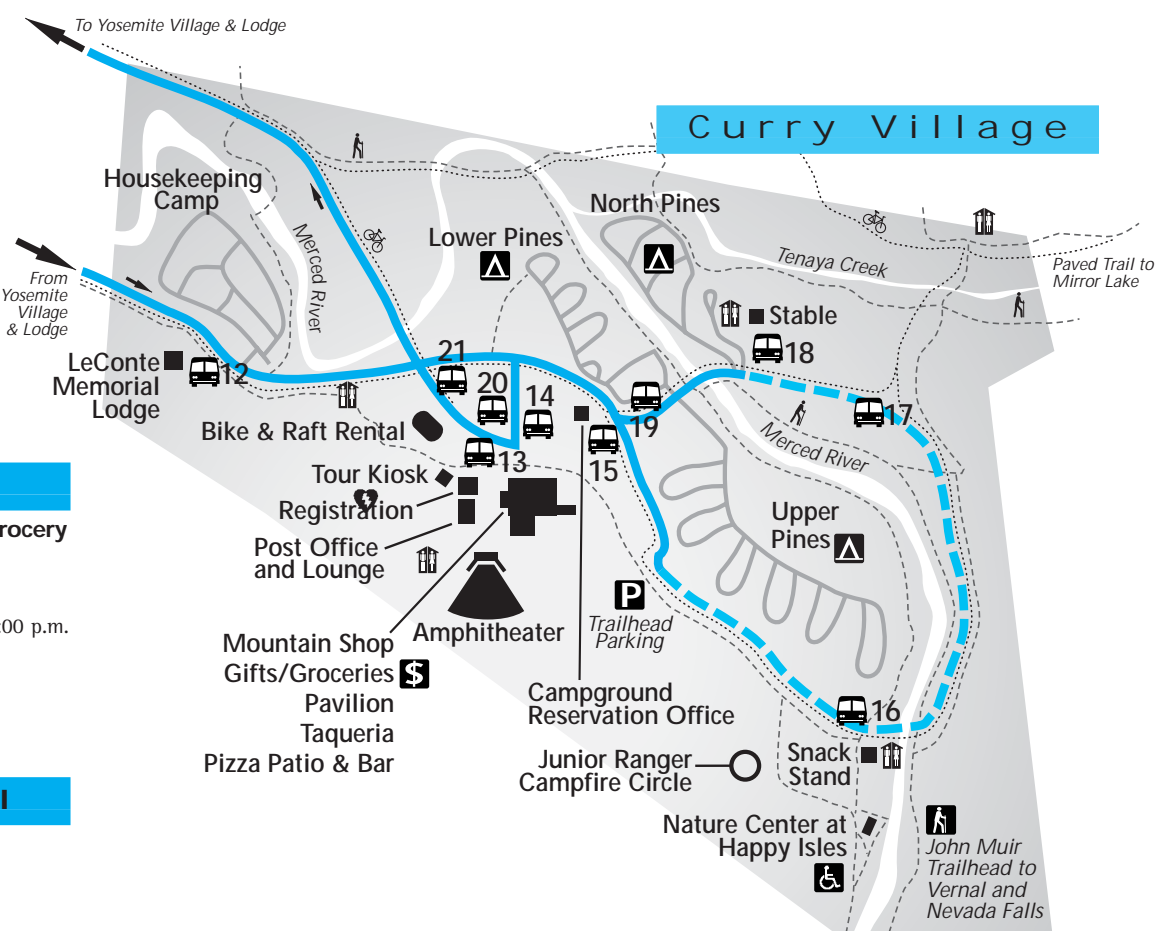 To Yosemite Village & Lodge
Curry Village
Housekeeping
Camp
Merced River
Lower Pines
North Pines
Tenaya Creek
Paved Trail to
Mirror Lake
From
Yosemite
Village
& Lodge
LeConte
Memorial
Lodge
12
21
20
14
13
19
15
Stable
18
17
Merced River
Bike & Raft Rental
Tour Kiosk
Registration
Post Office
and Lounge
Upper
Pines
rocery
:00 p.m.
l
P
Trailhead
Parking
Amphitheater
Mountain Shop
Gifts/Groceries $
Pavilion
Taqueria
Pizza Patio & Bar
Campground
Reservation Office
16
Junior Ranger
Campfire Circle
Snack
Stand
Nature Center at
Happy Isles
John Muir
Trailhead to
Vernal and
Nevada Falls